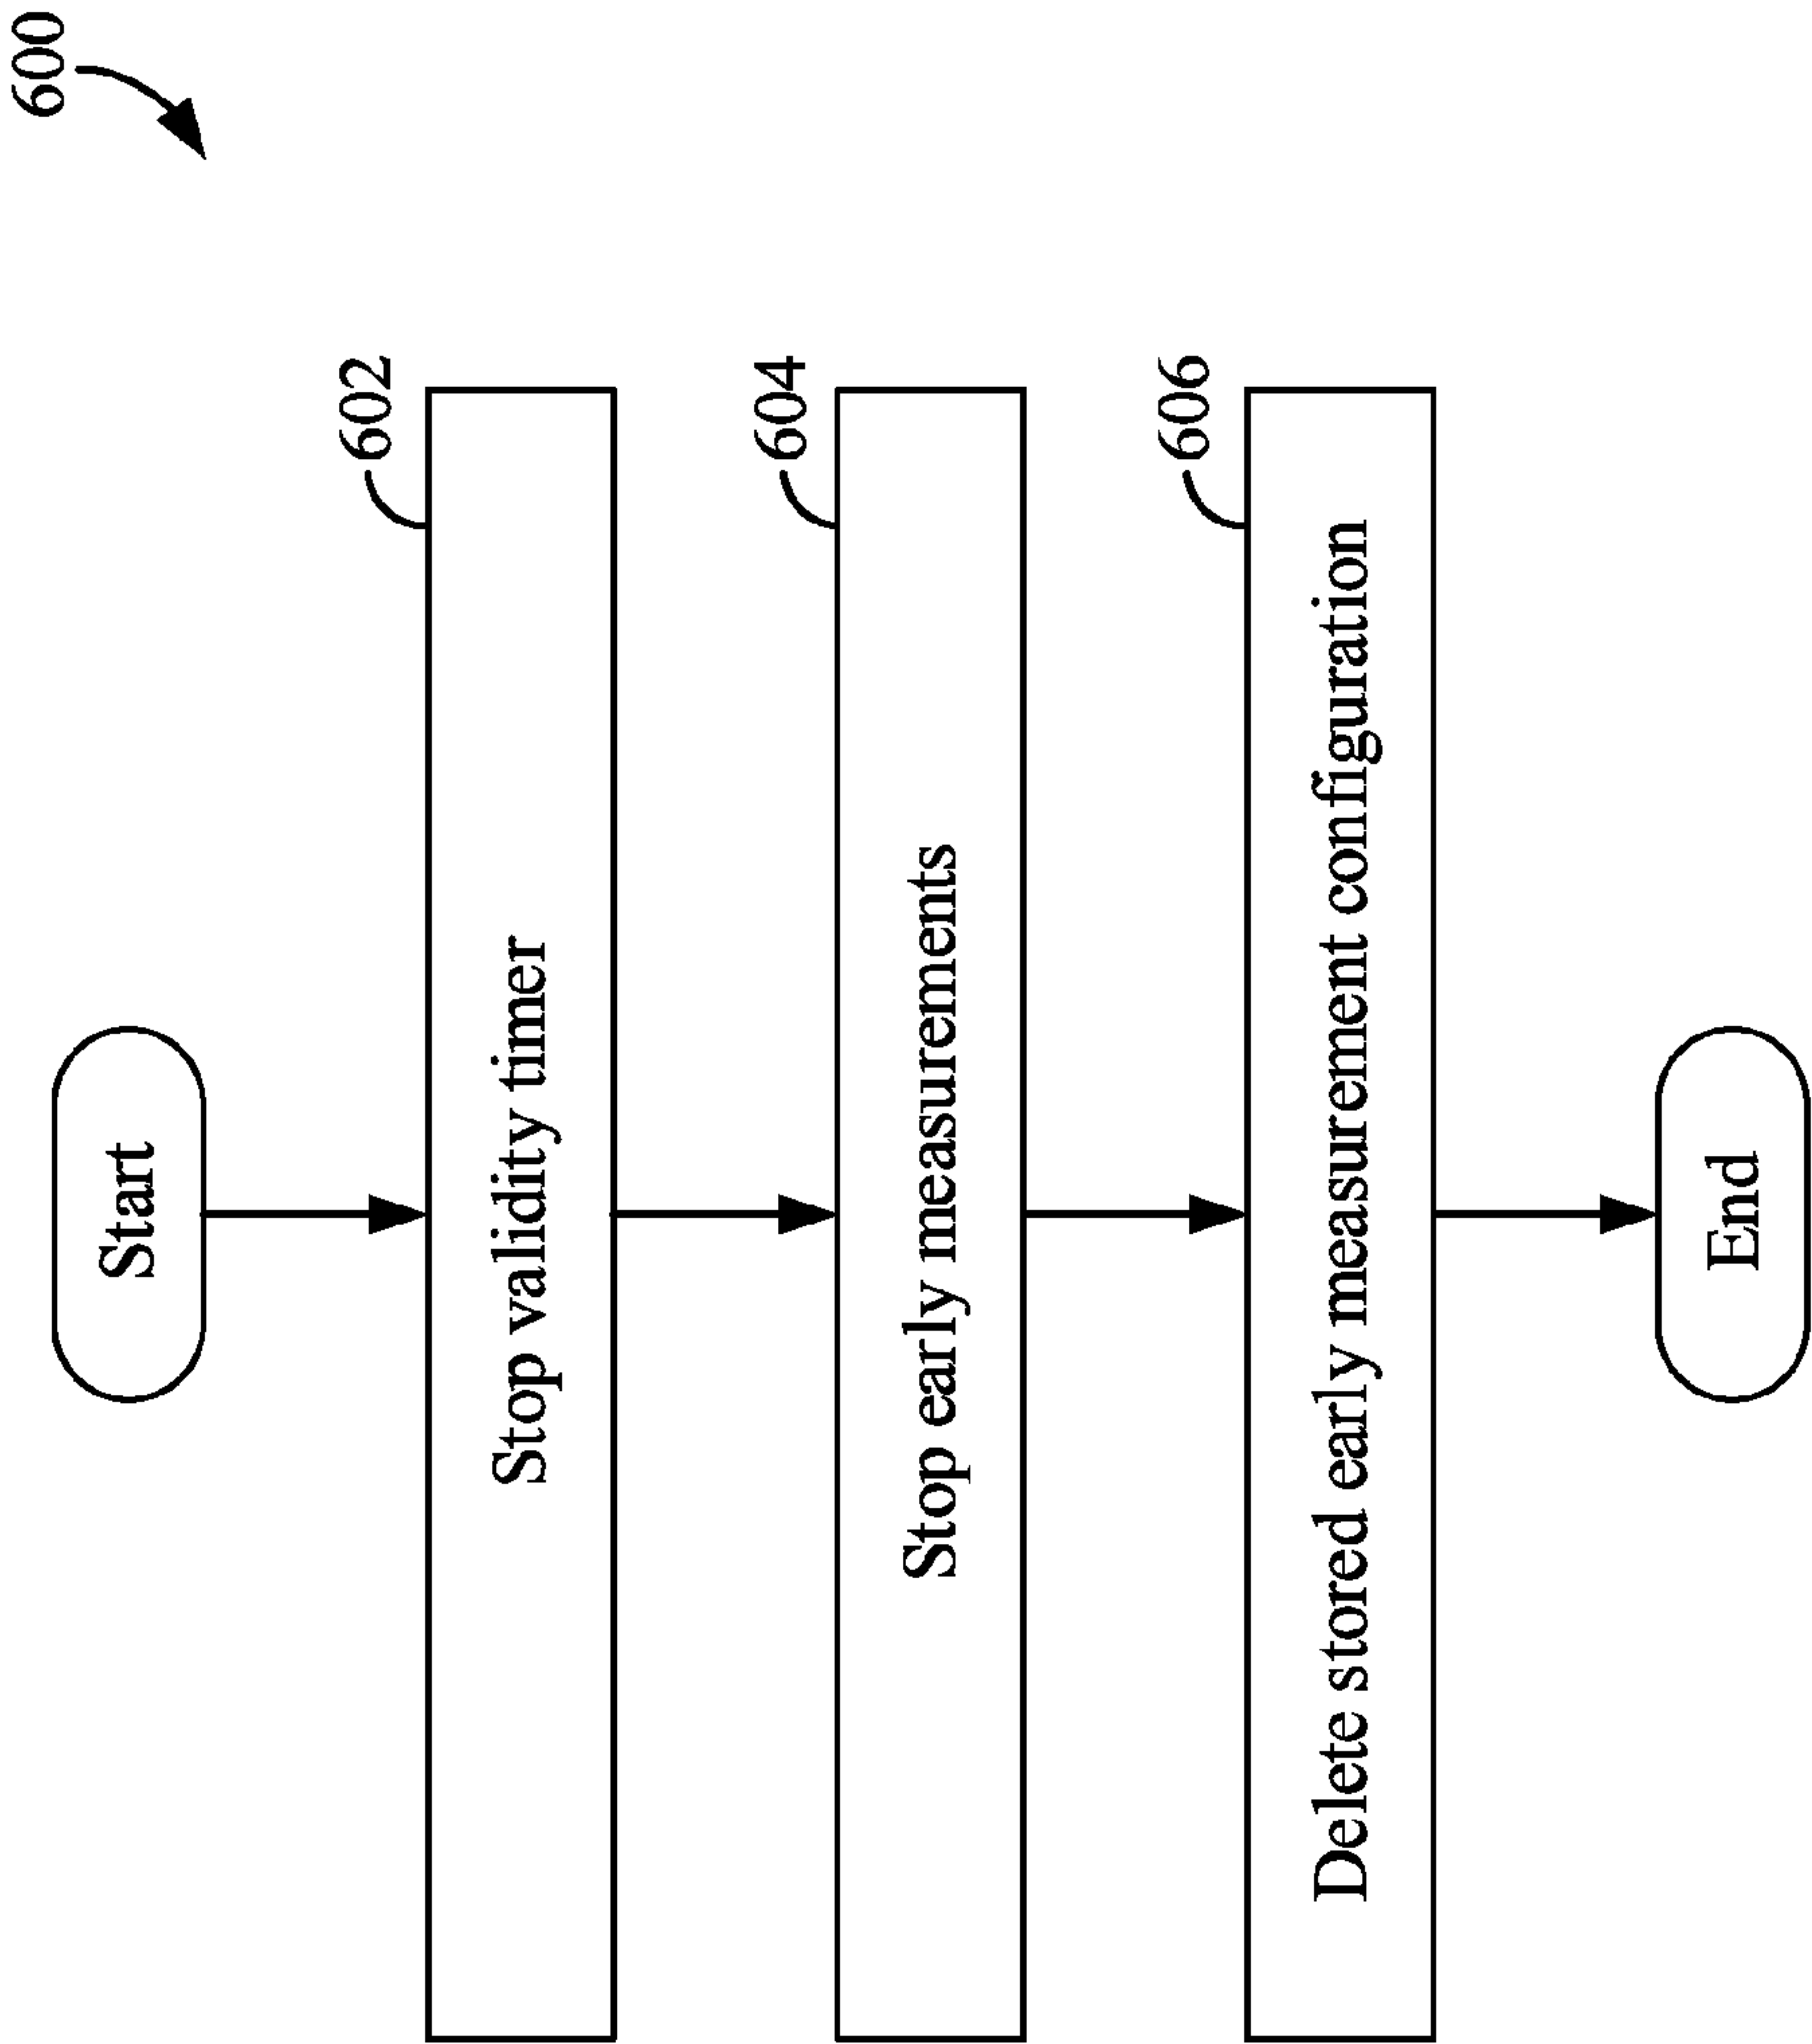 600
Start
602
Stop validity timer
604
Stop early measurements
606
Delete stored early measurement configuration
End